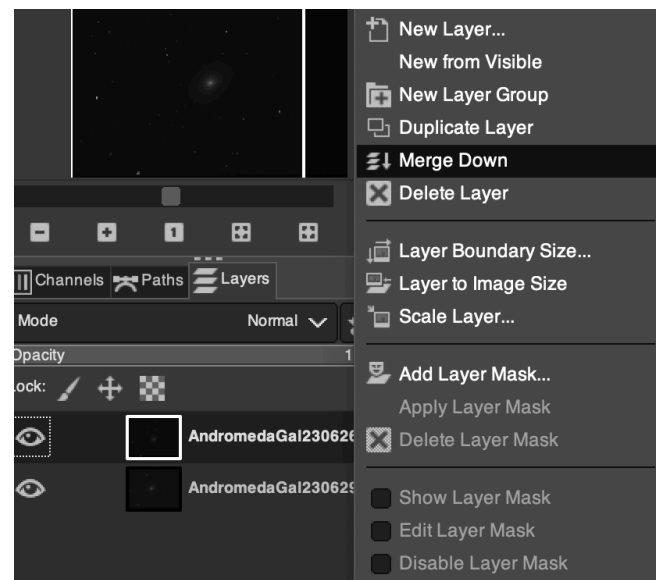 New Layer...
New from Visible
New Layer Group
Duplicate Layer
Merge Down
Delete Layer
1
Layer Boundary Size...
Channels
Paths
Layers
Layer to Image Size
Mode
Normal
Scale Layer...
Opacity
1
Lock:
Add Layer Mask...
Apply Layer Mask
AndromedaGal230626
Delete Layer Mask
AndromedaGal230629
Show Layer Mask
Edit Layer Mask
Disable Layer Mask